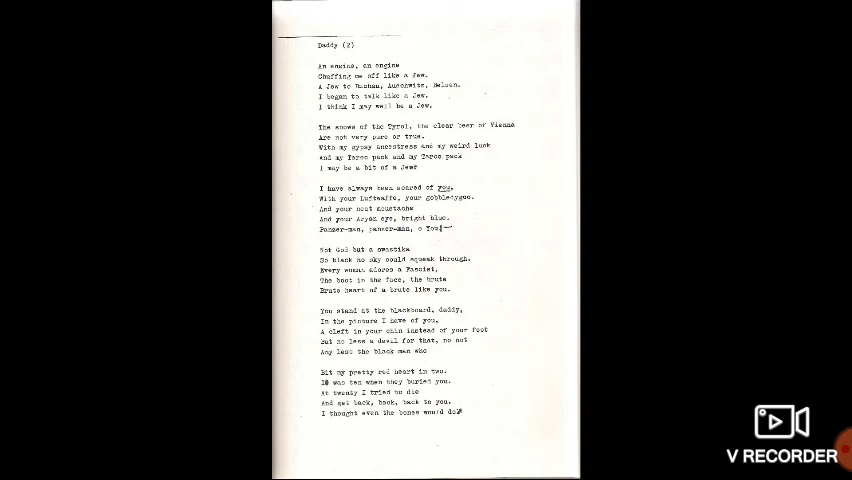 Daddy (2)
An engine, an engine
Chuffing me off like a Jew.
A Jew to Dachau, Auschwitz, Belsen.
I began to talk like a Jew.
I think I may well be a Jew.
The snows of the Tyrol, the clear beer of Vienna
Are not very pure or true.
With my gypsy ancestress and my weird luck
And my Taroc pack and my Taroc pack
I may be a bit of a Jew.
I have always been scared of you,
With your Luftwaffe, your gobbledygoo.
And your neat moustache
And your Aryan eye, bright blue.
Panzer-man, panzer-man, o You—
Not God but a swastika
So black no sky could squeak through.
Every woman adores a Fascist,
The boot in the face, the brute
Brute heart of a brute like you.
You stand at the blackboard, daddy,
In the picture I have of you,
A cleft in your chin instead of your foot
But no less a devil for that, no not
Any less the black man who
Bit my pretty red heart in two.
I was ten when they buried you.
At twenty I tried to die
And get back, back, back to you.
I thought even the bones would do
V RECORDER